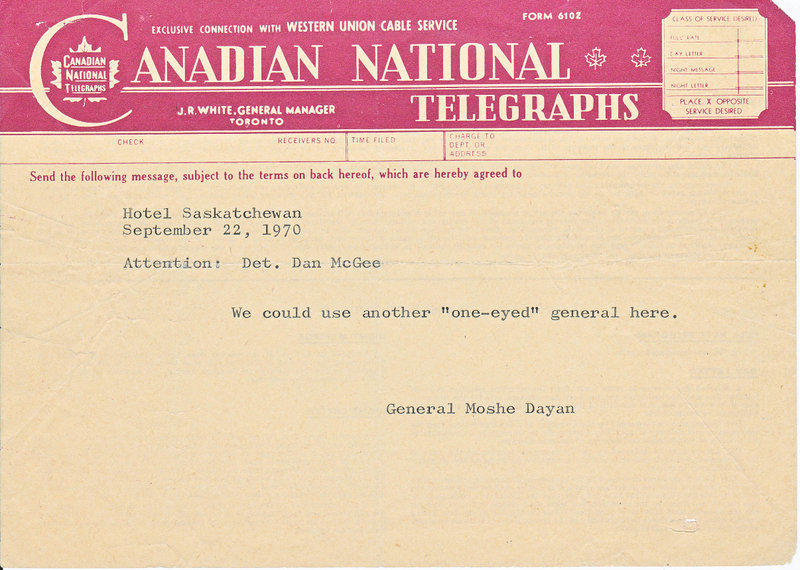 EXCLUSIVE CONNECTION WITH WESTERN UNION CABLE SERVICE
FORM 6102
CANADIAN NATIONAL
TELEGRAPHS
CANADIAN
NATIONAL
TELEGRAPHS
J.R. WHITE, GENERAL MANAGER
TORONTO
CLASS OF SERVICE DESIRED
FULL RATE
DAY LETTER
NIGHT MESSAGE
NIGHT LETTER
PLACE X OPPOSITE
SERVICE DESIRED
CHECK
RECEIVERS NO.
TIME FILED
CHARGE TO
DEPT. OR
ADDRESS
Send the following message, subject to the terms on back hereof, which are hereby agreed to
Hotel Saskatchewan
September 22, 1970
Attention: Det. Dan McGee
We could use another "one-eyed" general here.
General Moshe Dayan